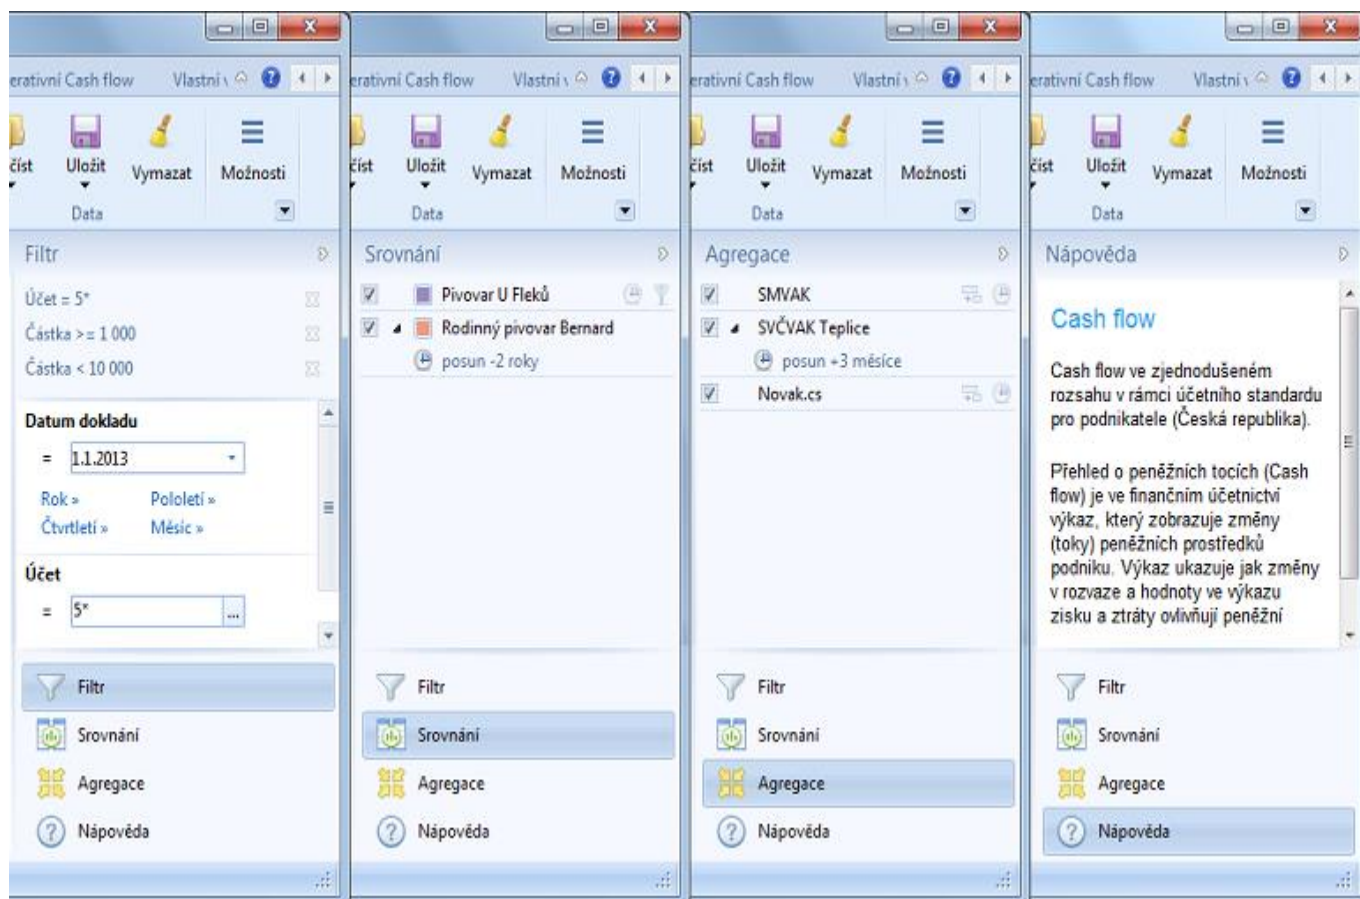 erativní Cash flow Vlastní
číst Uložit Vymazat Možnosti
Data
Filtr
Účet = 5*
Částka >= 1 000
Částka < 10 000
Datum dokladu
= 1.1.2013
Rok » Pololetí »
Čtvrtletí » Měsíc »
Účet
= 5* ...
Filtr
Srovnání
Agregace
Nápověda
erativní Cash flow Vlastní
číst Uložit Vymazat Možnosti
Data
Srovnání
Pivovar U Fleků
Rodinný pivovar Bernard
posun -2 roky
Filtr
Srovnání
Agregace
Nápověda
erativní Cash flow Vlastní
číst Uložit Vymazat Možnosti
Data
Agregace
SMVAK
SVČVAK Teplice
posun +3 měsíce
Novak.cs
Filtr
Srovnání
Agregace
Nápověda
erativní Cash flow Vlastní
číst Uložit Vymazat Možnosti
Data
Nápověda
Cash flow
Cash flow ve zjednodušeném
rozsahu v rámci účetního standardu
pro podnikatele (Česká republika).
Přehled o peněžních tocích (Cash
flow) je ve finančním účetnictví
výkaz, který zobrazuje změny
(toky) peněžních prostředků
podniku. Výkaz ukazuje jak změny
v rozvaze a hodnoty ve výkazu
zisku a ztráty ovlivňují peněžní
Filtr
Srovnání
Agregace
Nápověda